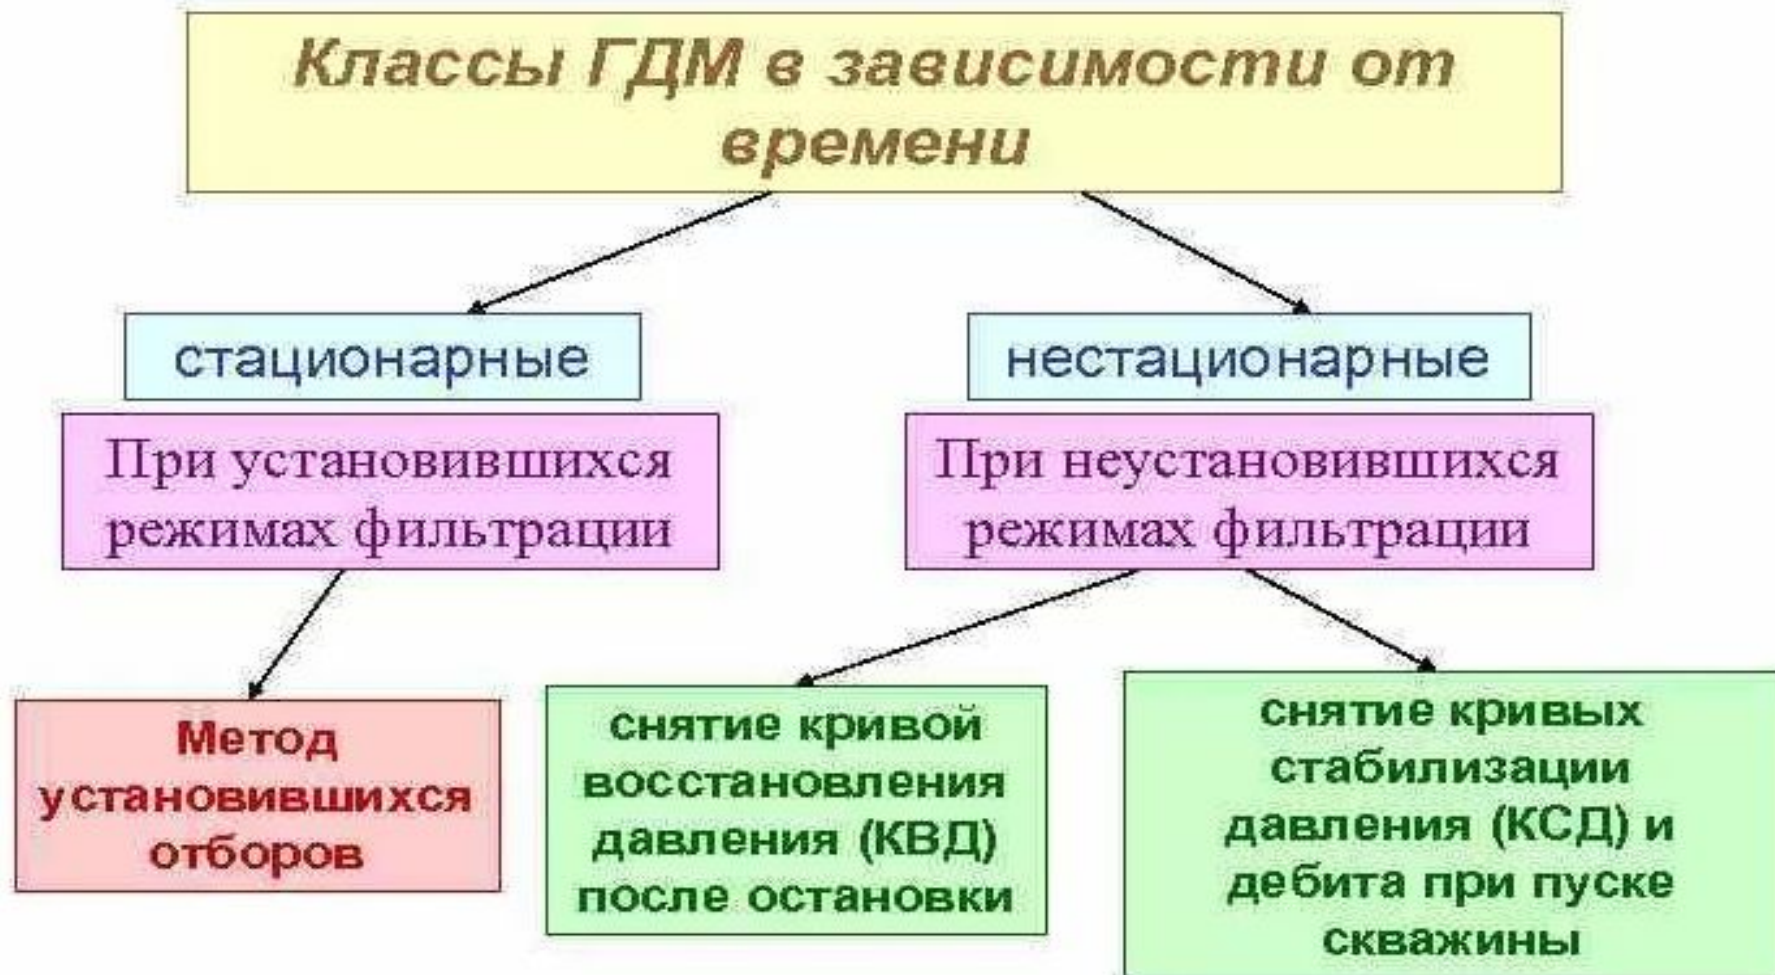 Классы ГДМ в зависимости от
времени
стационарные
нестационарные
При установившихся
режимах фильтрации
При неустановившихся
режимах фильтрации
Метод
установившихся
отборов
снятие кривой
восстановления
давления (КВД)
после остановки
снятие кривых
стабилизации
давления (КСД) и
дебита при пуске
скважины